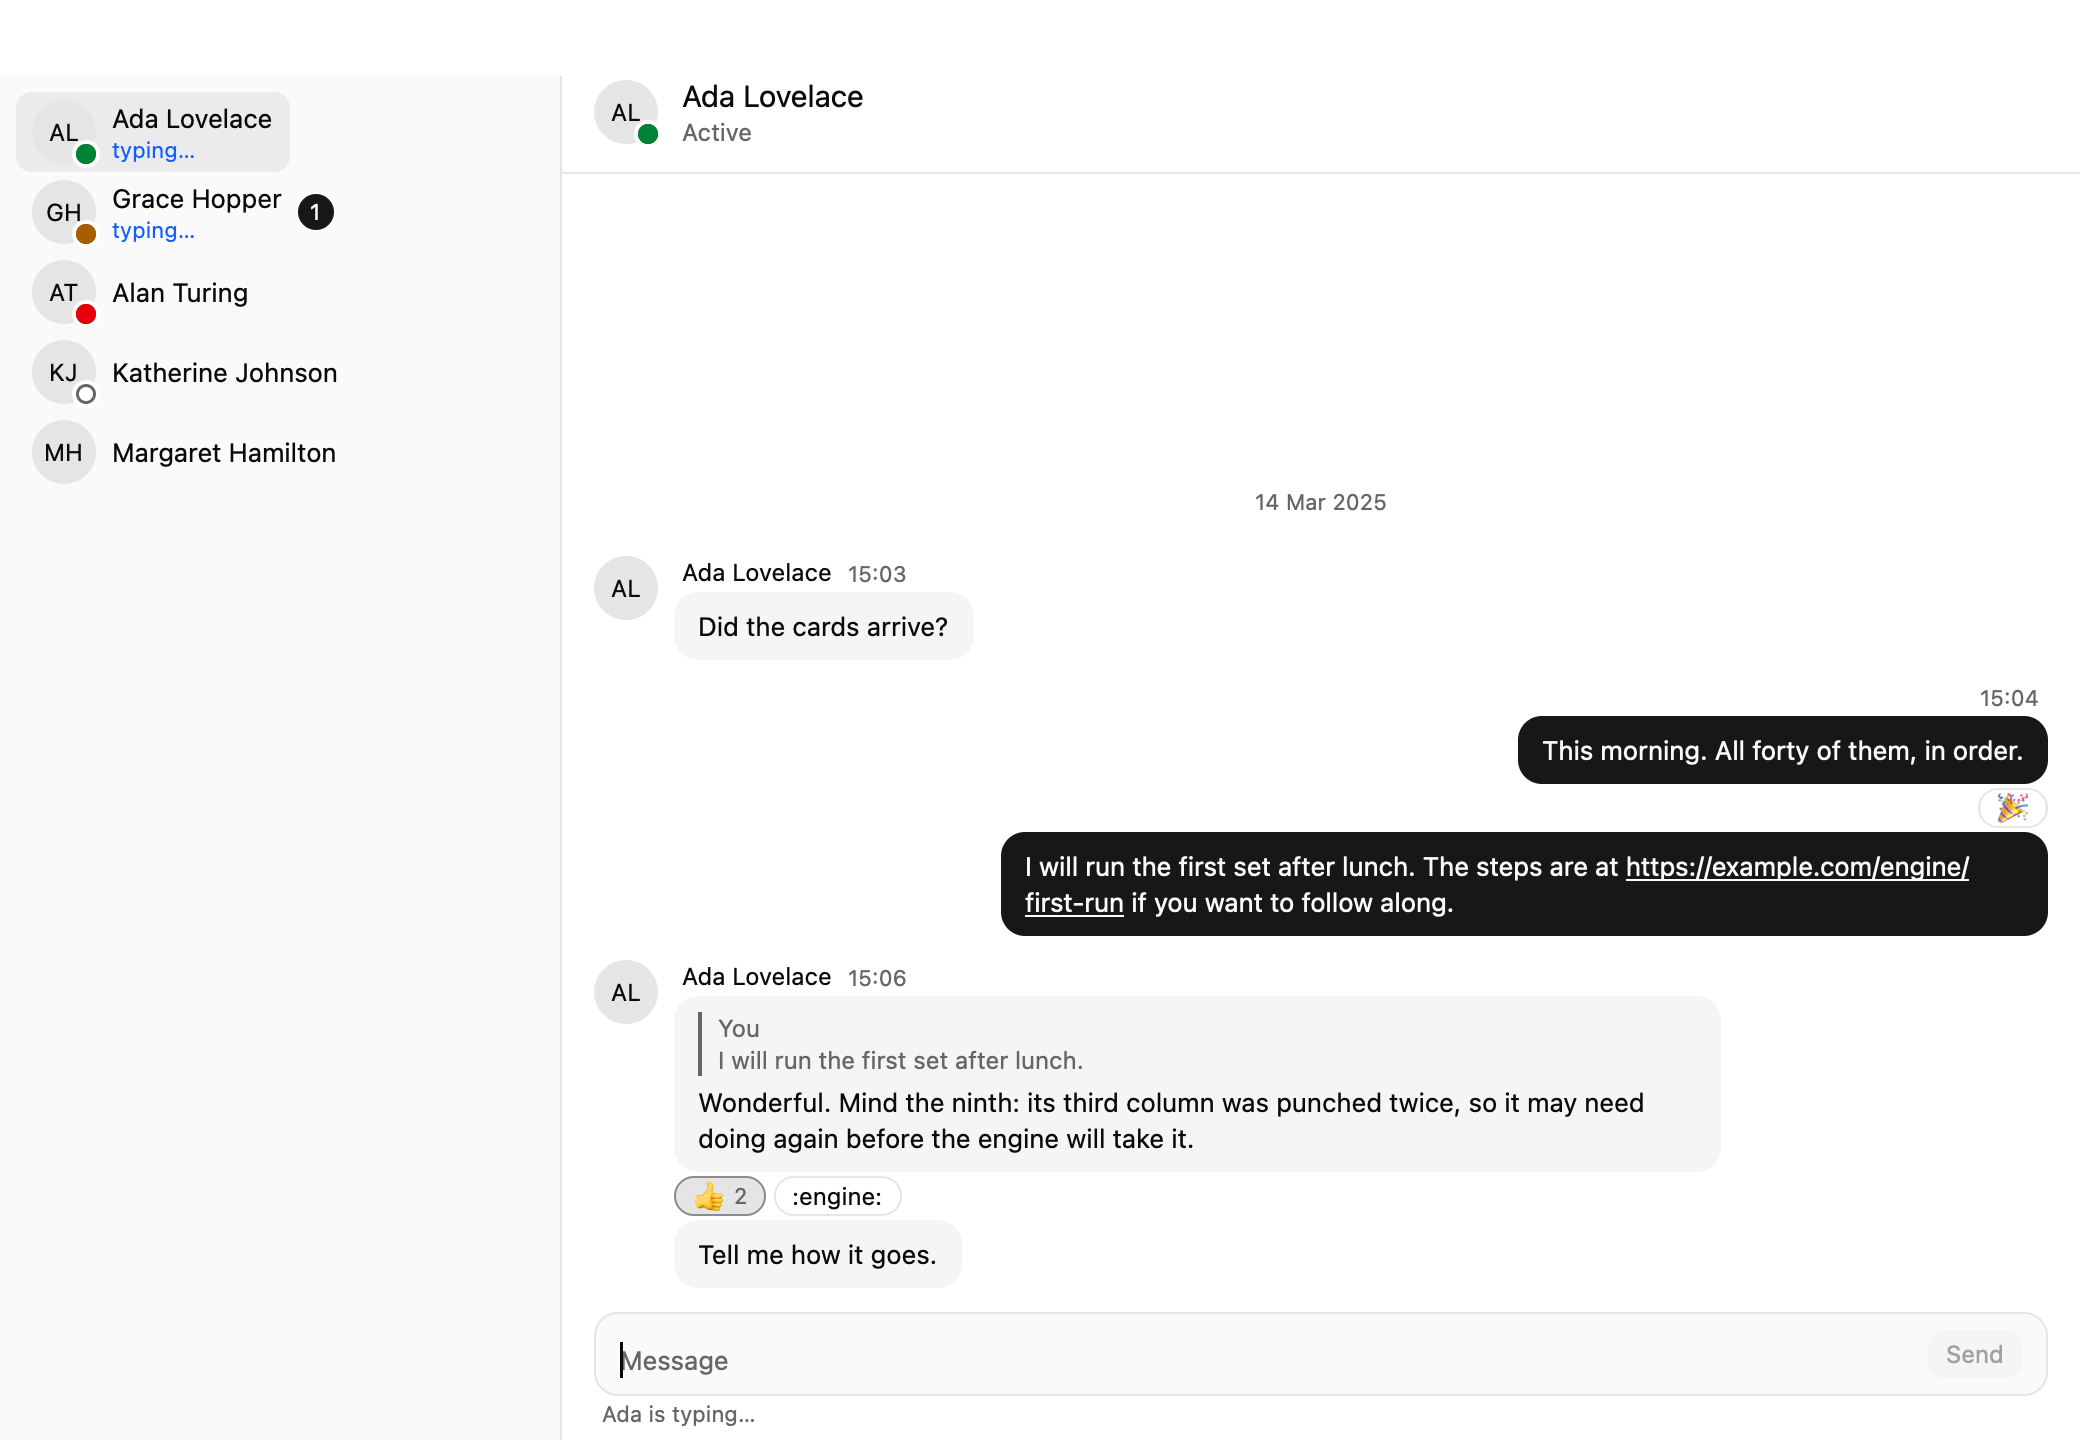 AL
Ada Lovelace
typing...
GH
Grace Hopper
typing...
1
AT
Alan Turing
KJ
Katherine Johnson
MH
Margaret Hamilton
AL
Ada Lovelace
Active
14 Mar 2025
AL
Ada Lovelace 15:03
Did the cards arrive?
15:04
This morning. All forty of them, in order.
🎉
I will run the first set after lunch. The steps are at https://example.com/engine/
first-run if you want to follow along.
AL
Ada Lovelace 15:06
You
I will run the first set after lunch.
Wonderful. Mind the ninth: its third column was punched twice, so it may need
doing again before the engine will take it.
👍 2 :engine:
Tell me how it goes.
Message
Send
Ada is typing...